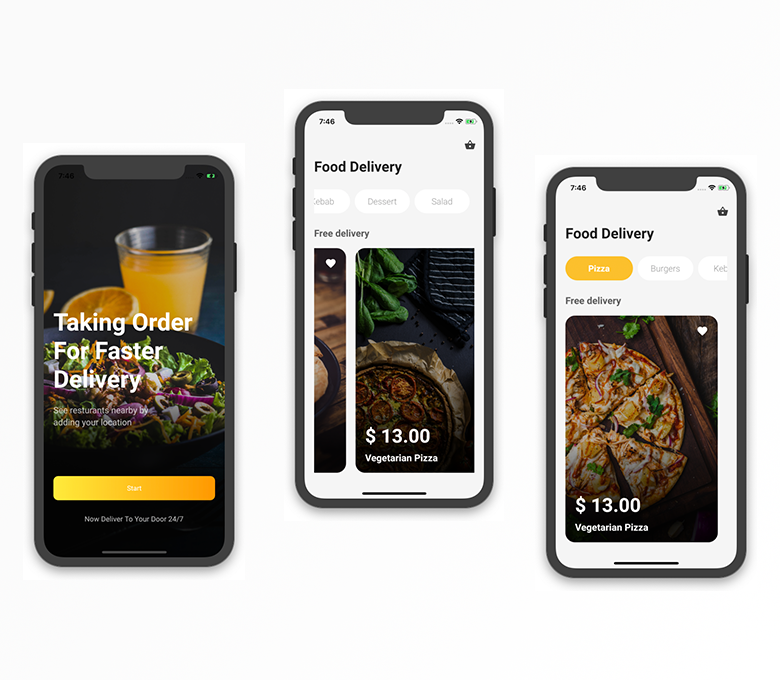 7:46
Taking Order
For Faster
Delivery
See resturants nearby by
adding your location
Start
Now Deliver To Your Door 24/7
7:46
Food Delivery
Kebab Dessert Salad
Free delivery
$ 13.00
Vegetarian Pizza
7:46
Food Delivery
Pizza Burgers Keb
Free delivery
$ 13.00
Vegetarian Pizza